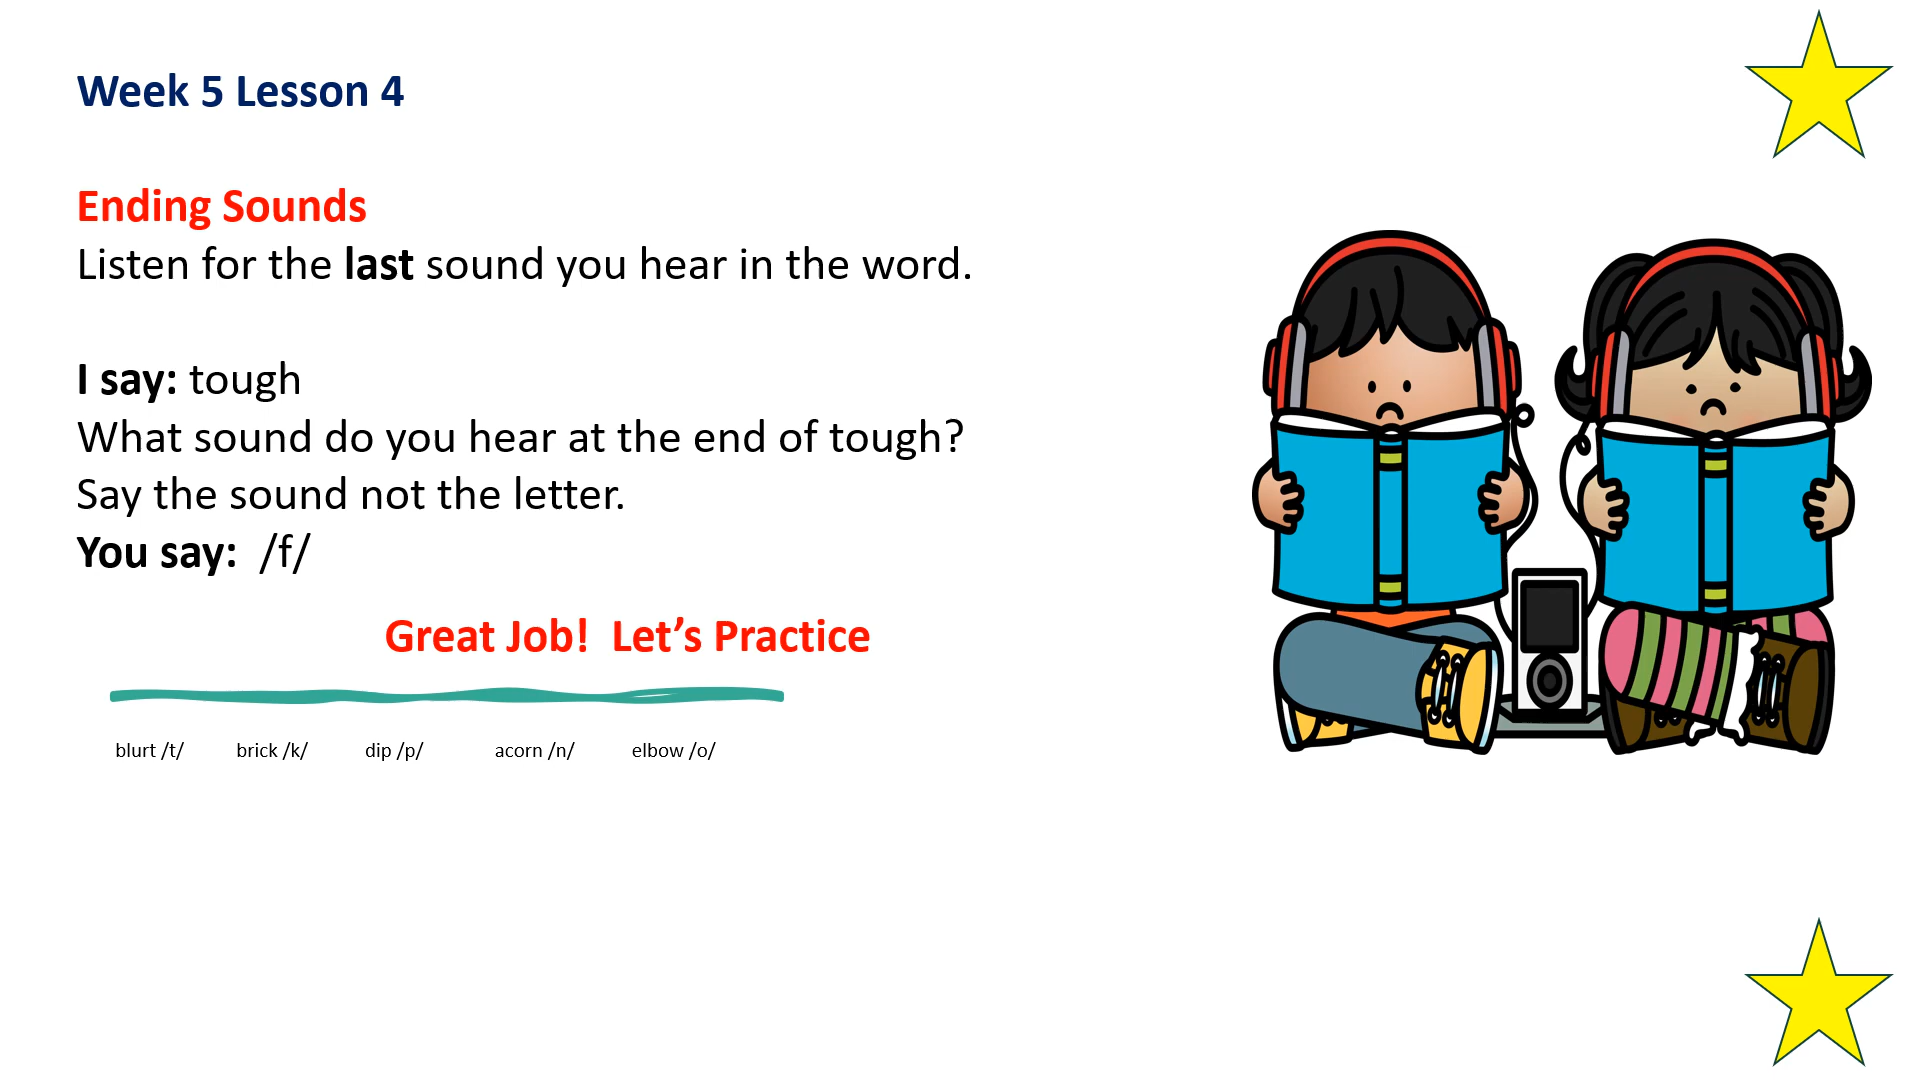 Week 5 Lesson 4
Ending Sounds
Listen for the last sound you hear in the word.
I say: tough
What sound do you hear at the end of tough?
Say the sound not the letter.
You say:  /f/
Great Job!  Let’s Practice
blurt /t/ brick /k/ dip /p/ acorn /n/ elbow /o/